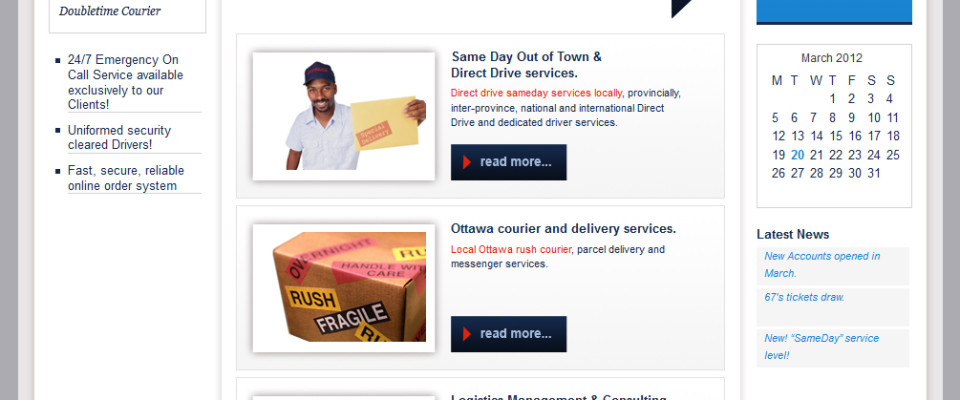 Doubletime Courier
24/7 Emergency On
Call Service available
exclusively to our
Clients!
Uniformed security
cleared Drivers!
Fast, secure, reliable
online order system
Same Day Out of Town &
Direct Drive services.
Direct drive sameday services locally, provincially,
inter-province, national and international Direct
Drive and dedicated driver services.
read more...
Ottawa courier and delivery services.
Local Ottawa rush courier, parcel delivery and
messenger services.
OVERNIGHT
RU
HANDLE WITH
CARE
RUSH
FRAGILE
RU
read more...
Logistics Management & Consulting
March 2012
M T W T F S S
1 2 3 4
5 6 7 8 9 10 11
12 13 14 15 16 17 18
19 20 21 22 23 24 25
26 27 28 29 30 31
Latest News
New Accounts opened in
March.
67's tickets draw.
New! “SameDay” service
level!